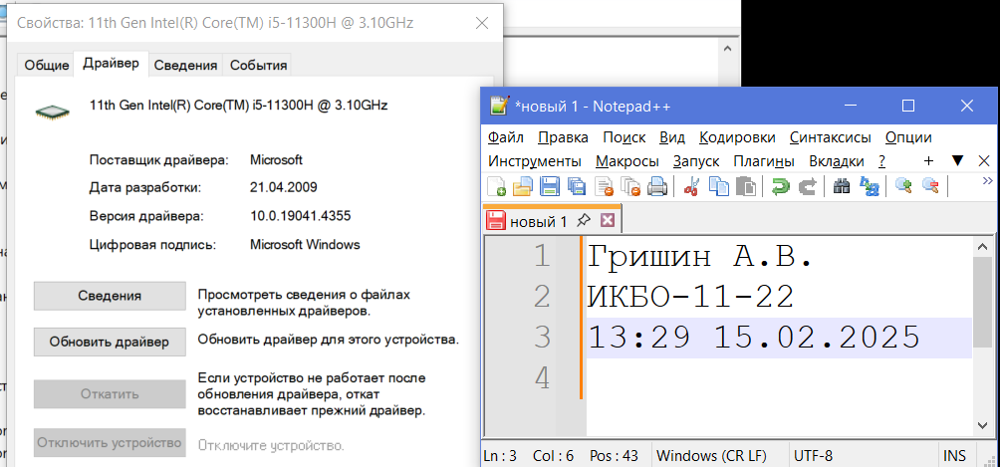 Свойства: 11th Gen Intel(R) Core(TM) i5-11300H @ 3.10GHz
Общие Драйвер Сведения События
11th Gen Intel(R) Core(TM) i5-11300H @ 3.10GHz
Поставщик драйвера: Microsoft
Дата разработки: 21.04.2009
Версия драйвера: 10.0.19041.4355
Цифровая подпись: Microsoft Windows
Сведения
Просмотреть сведения о файлах
установленных драйверов.
Обновить драйвер
Обновить драйвер для этого устройства.
Откатить
Если устройство не работает после
обновления драйвера, откат
восстанавливает прежний драйвер.
Отключить устройство
Отключите устройство.
*новый 1 - Notepad++
Файл Правка Поиск Вид Кодировки Синтаксисы Опции
Инструменты Макросы Запуск Плагины Вкладки ? + ▼ X
новый 1
1 Гришин А.В.
2 ИКБО-11-22
3 13:29 15.02.2025
4
Ln : 3 Col : 6 Pos : 43 Windows (CR LF) UTF-8 INS